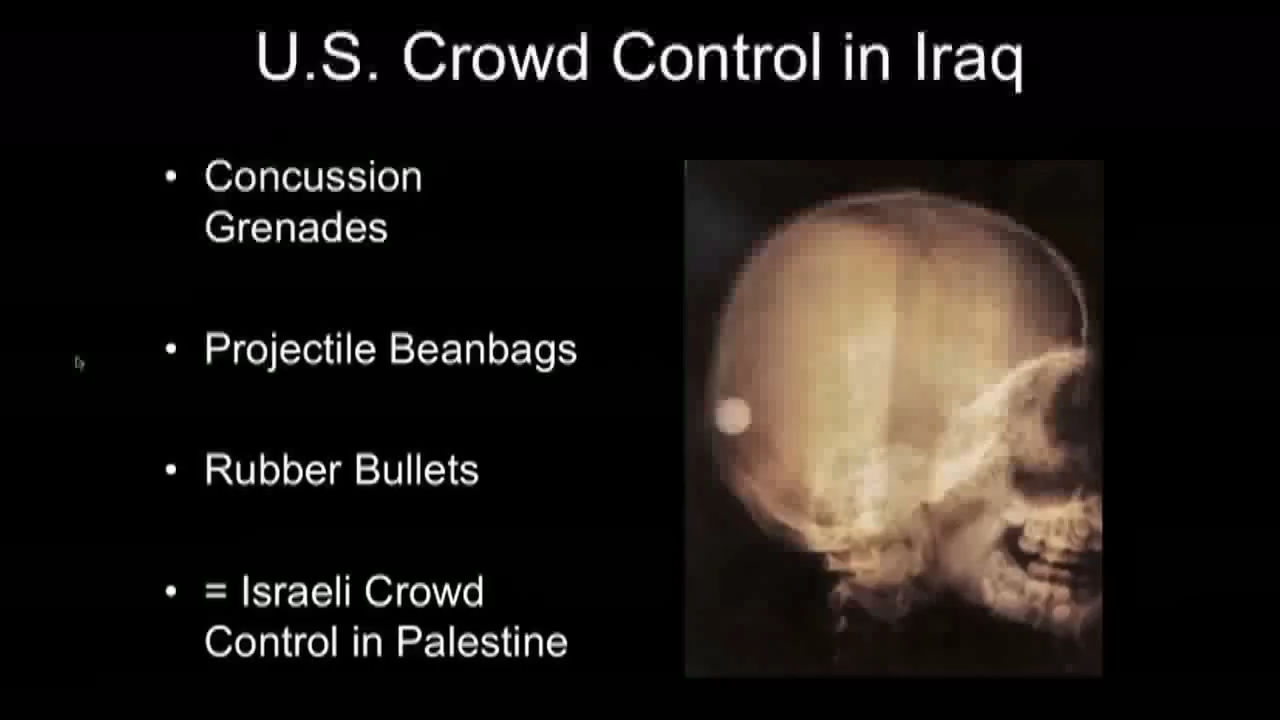 U.S. Crowd Control in Iraq
• Concussion
Grenades
• Projectile Beanbags
• Rubber Bullets
• = Israeli Crowd
Control in Palestine